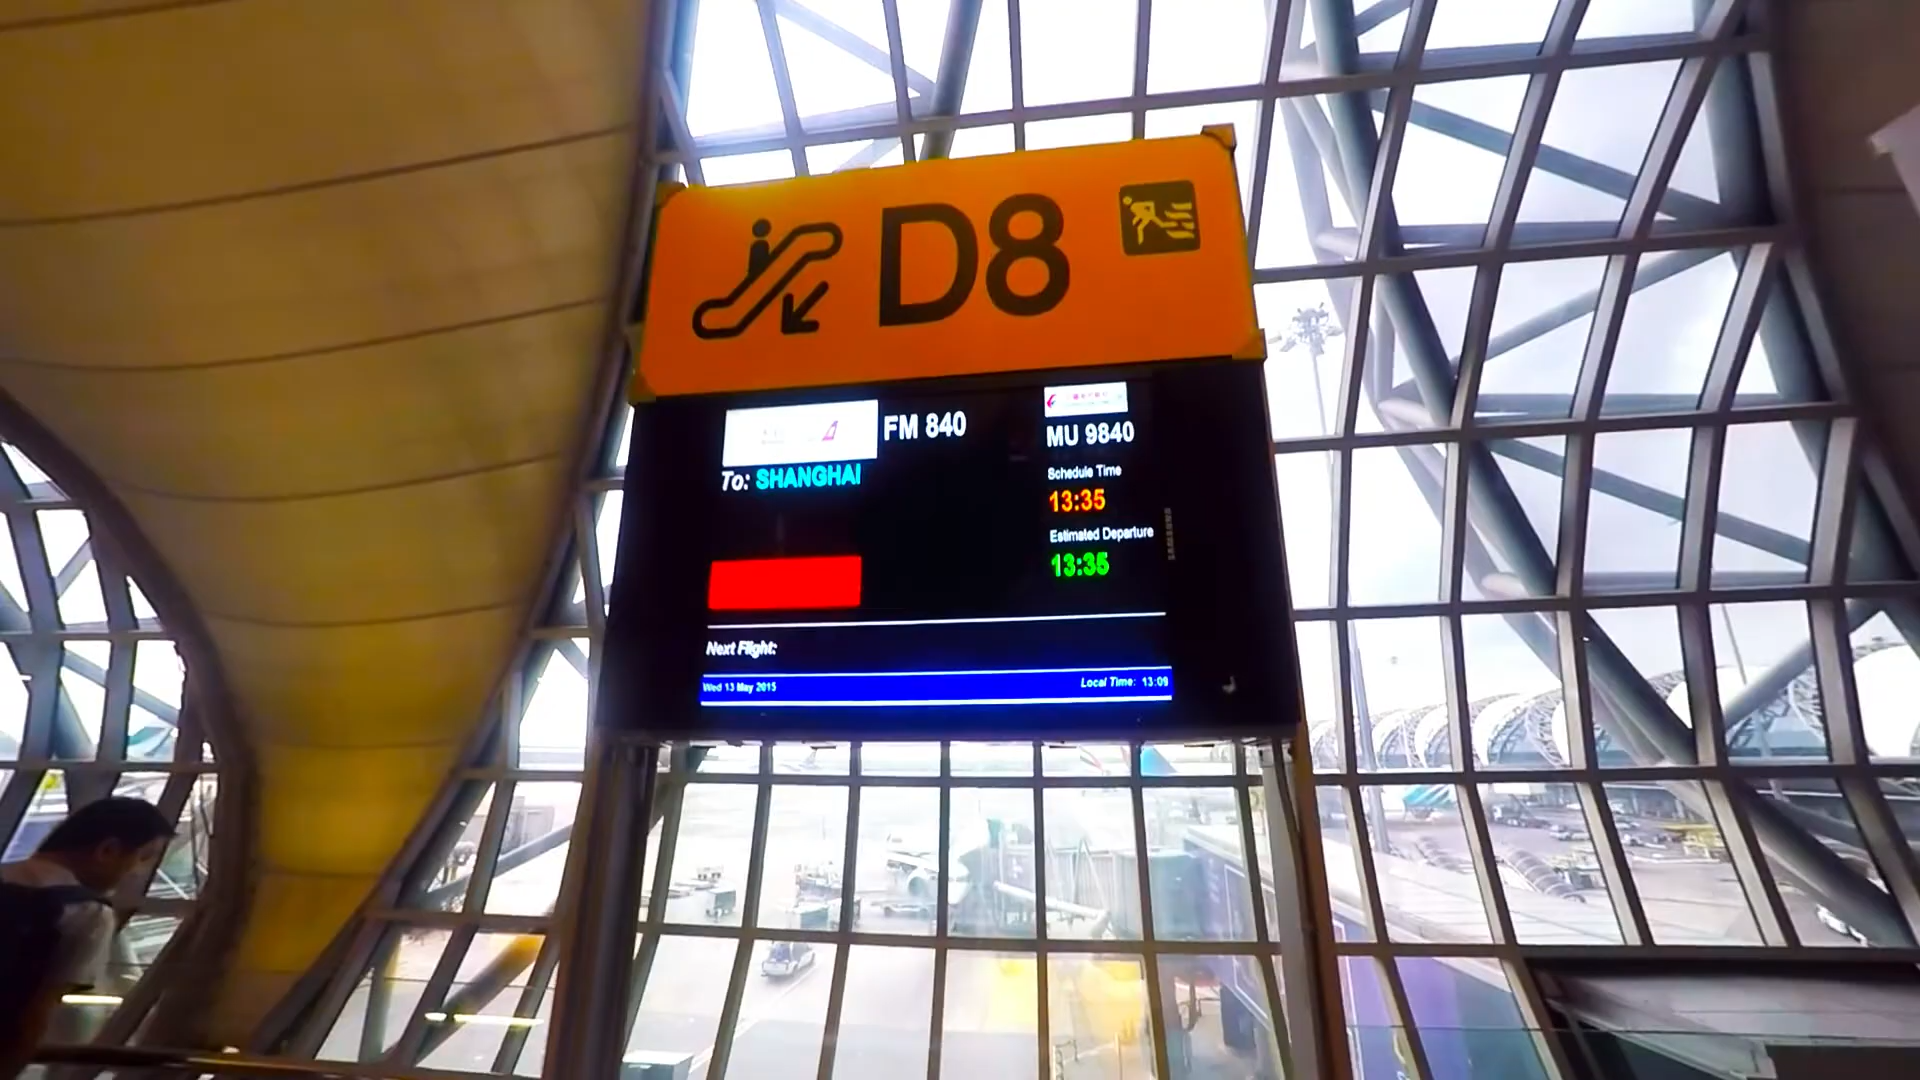 D8
FM 840
MU 9840
To: SHANGHAI
Schedule Time
13:35
Estimated Departure
13:35
Next Flight:
Wed 13 May 2015
Local Time: 13:09
SAMSUNG